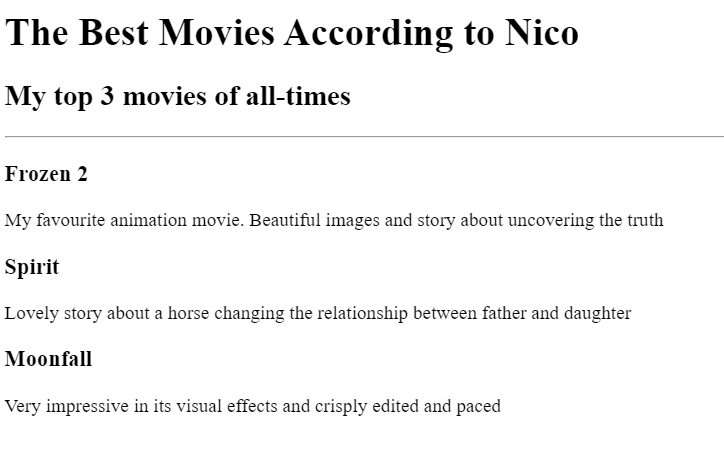 The Best Movies According to Nico
My top 3 movies of all-times
Frozen 2
My favourite animation movie. Beautiful images and story about uncovering the truth
Spirit
Lovely story about a horse changing the relationship between father and daughter
Moonfall
Very impressive in its visual effects and crisply edited and paced